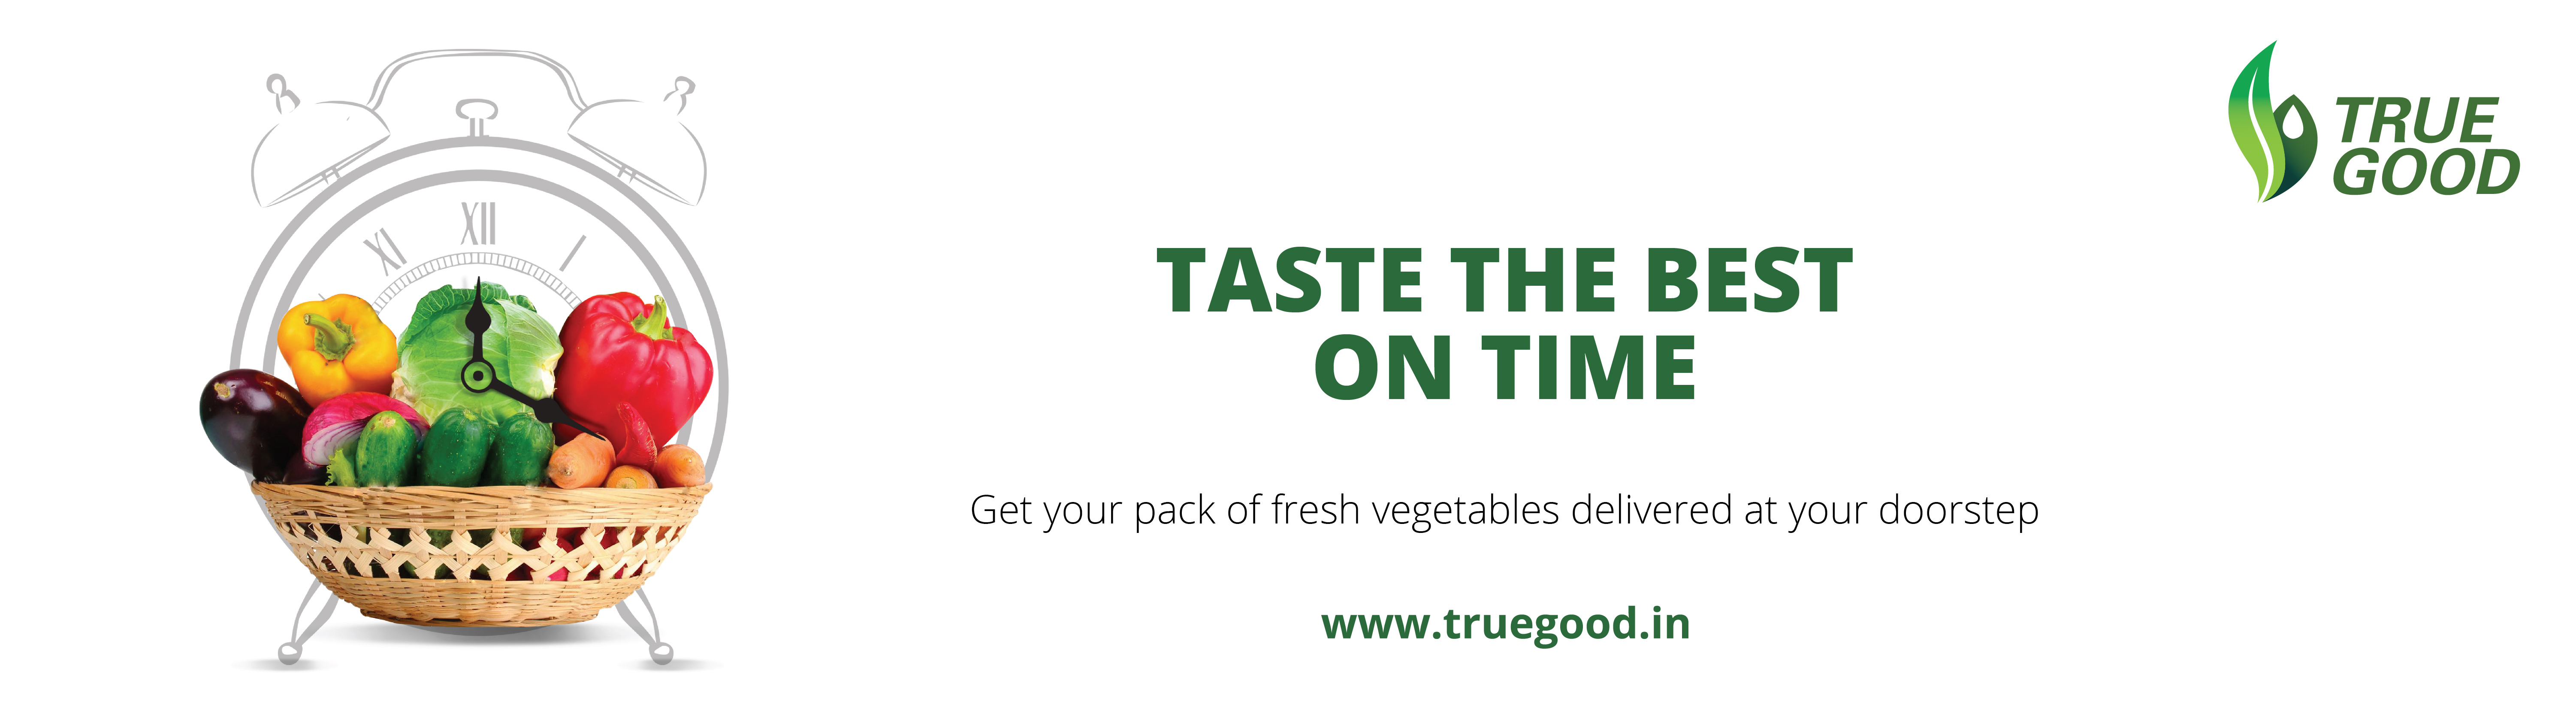 TRUE
GOOD
XII
XI
I
TASTE THE BEST
ON TIME
Get your pack of fresh vegetables delivered at your doorstep
www.truegood.in